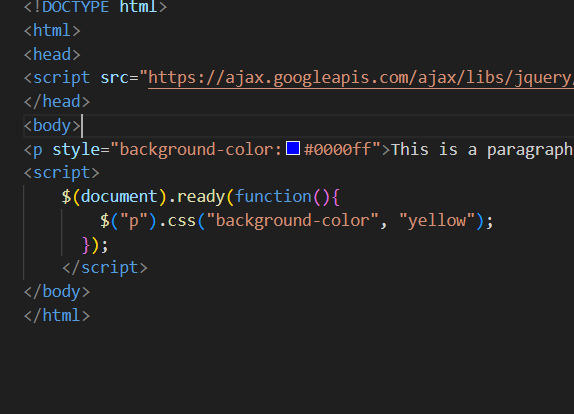 <!DOCTYPE html>
<html>
<head>
<script src="https://ajax.googleapis.com/ajax/libs/jquery/
</head>
<body>
<p style="background-color:#0000ff">This is a paragraph
<script>
$(document).ready(function(){
$("p").css("background-color", "yellow");
});
</script>
</body>
</html>